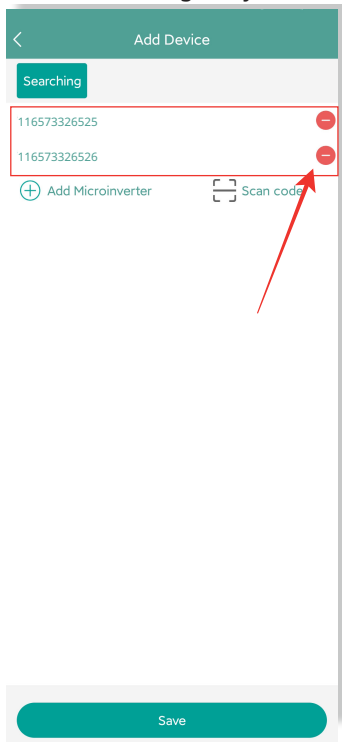 Add Device
Searching
116573326525
116573326526
Add Microinverter Scan code
Save